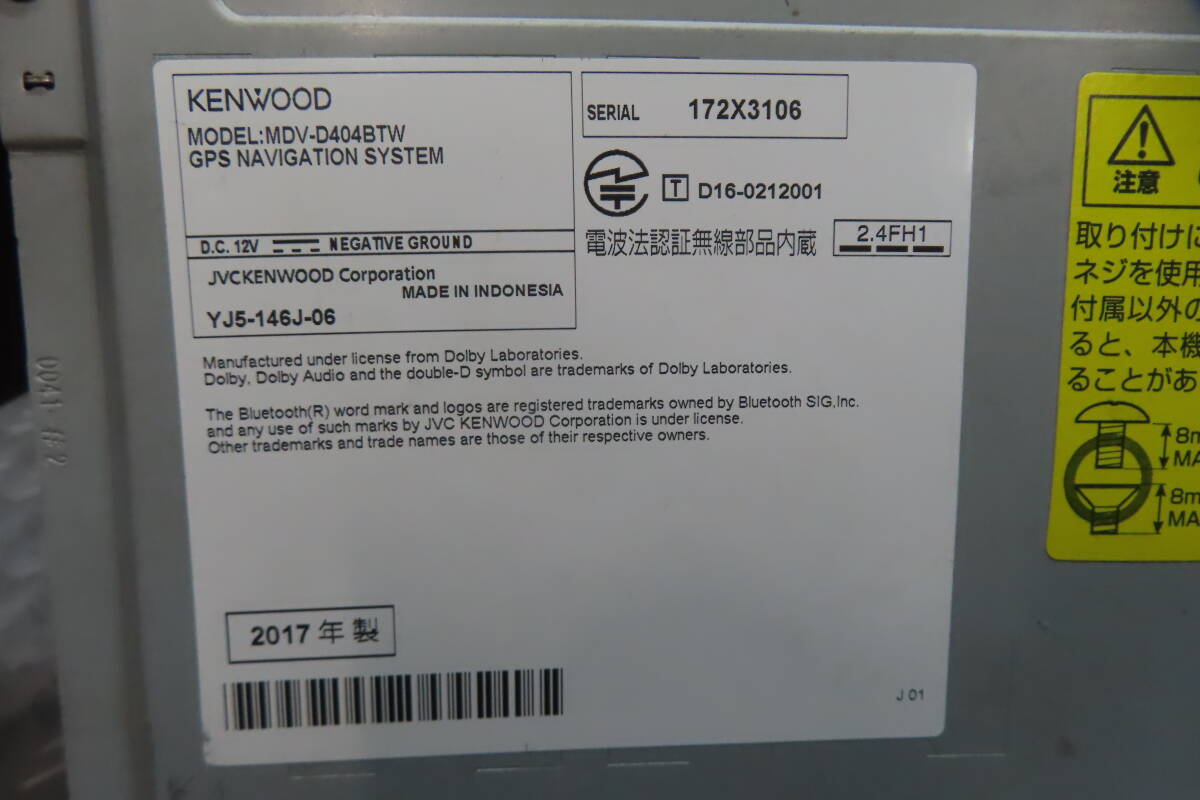 KENWOOD
MODEL:MDV-D404BTW
GPS NAVIGATION SYSTEM
D.C. 12V NEGATIVE GROUND
JVCKENWOOD Corporation
MADE IN INDONESIA
YJ5-146J-06
SERIAL 172X3106
T D16-0212001
電波法認証無線部品内蔵 2.4FH1
Manufactured under license from Dolby Laboratories.
Dolby, Dolby Audio and the double-D symbol are trademarks of Dolby Laboratories.
The Bluetooth(R) word mark and logos are registered trademarks owned by Bluetooth SIG,Inc.
and any use of such marks by JVC KENWOOD Corporation is under license.
Other trademarks and trade names are those of their respective owners.
2017 年 製
J 01
注意
取り付けに
ネジを使用
付属以外の
ると、本機
ることがあ
8m
MA
8m
MA